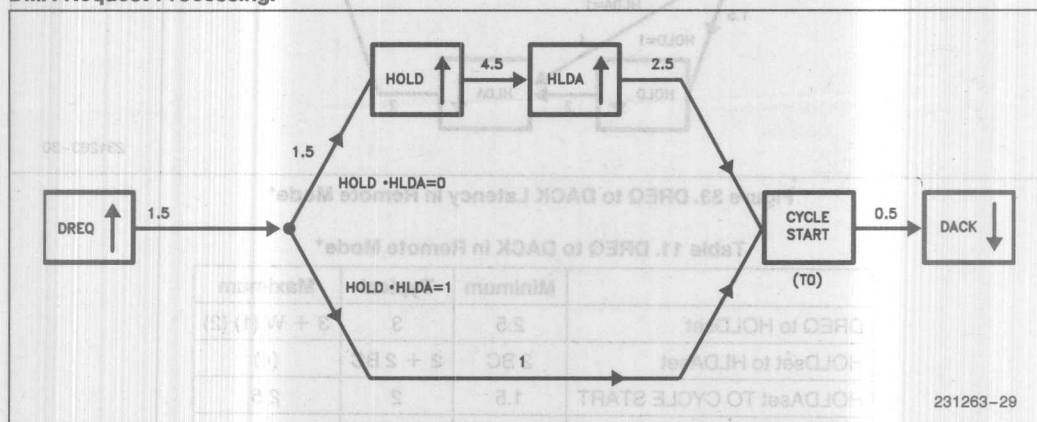 DMA Request Processing.
HOLD
4.5
HLDA
2.5
1.5
HOLD •HLDA=0
DREQ
1.5
CYCLE
START
(T0)
0.5
DACK
HOLD •HLDA=1
1
231263–29